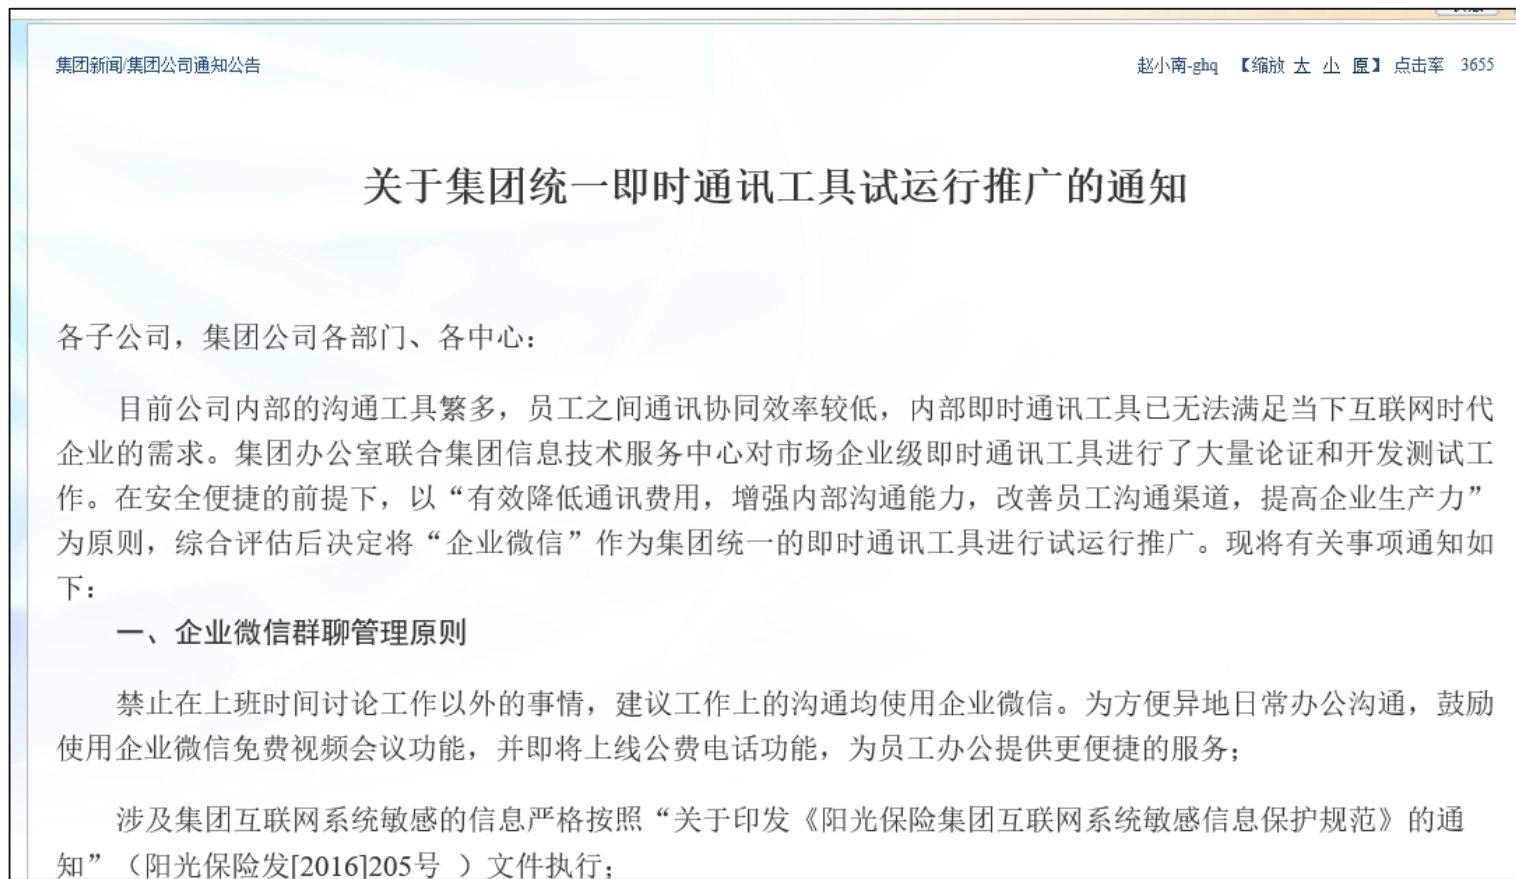 集团新闻/集团公司通知公告
赵小南-ghq 【缩放 太 小 原】 点击率 3655
关于集团统一即时通讯工具试运行推广的通知
各子公司，集团公司各部门、各中心：
目前公司内部的沟通工具繁多，员工之间通讯协同效率较低，内部即时通讯工具已无法满足当下互联网时代
企业的需求。集团办公室联合集团信息技术服务中心对市场企业级即时通讯工具进行了大量论证和开发测试工
作。在安全便捷的前提下，以“有效降低通讯费用，增强内部沟通能力，改善员工沟通渠道，提高企业生产力”
为原则，综合评估后决定将“企业微信”作为集团统一的即时通讯工具进行试运行推广。现将有关事项通知如
下：
一、企业微信群聊管理原则
禁止在上班时间讨论工作以外的事情，建议工作上的沟通均使用企业微信。为方便异地日常办公沟通，鼓励
使用企业微信免费视频会议功能，并即将上线公费电话功能，为员工办公提供更便捷的服务；
涉及集团互联网系统敏感的信息严格按照“关于印发《阳光保险集团互联网系统敏感信息保护规范》的通
知”（阳光保险发[2016]205号 ）文件执行；